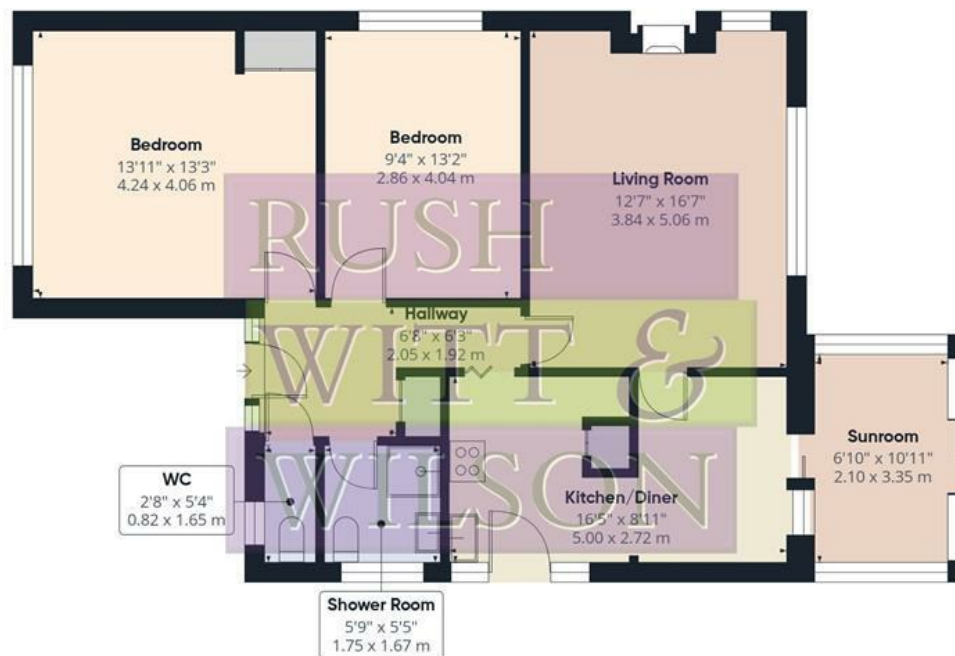 Bedroom
13'11" x 13'3"
4.24 x 4.06 m
Bedroom
9'4" x 13'2"
2.86 x 4.04 m
Living Room
12'7" x 16'7"
3.84 x 5.06 m
RUSH
WITT &
WILSON
Hallway
6'8" x 6'3"
2.05 x 1.92 m
Sunroom
6'10" x 10'11"
2.10 x 3.35 m
WC
2'8" x 5'4"
0.82 x 1.65 m
Kitchen/Diner
16'5" x 8'11"
5.00 x 2.72 m
Shower Room
5'9" x 5'5"
1.75 x 1.67 m